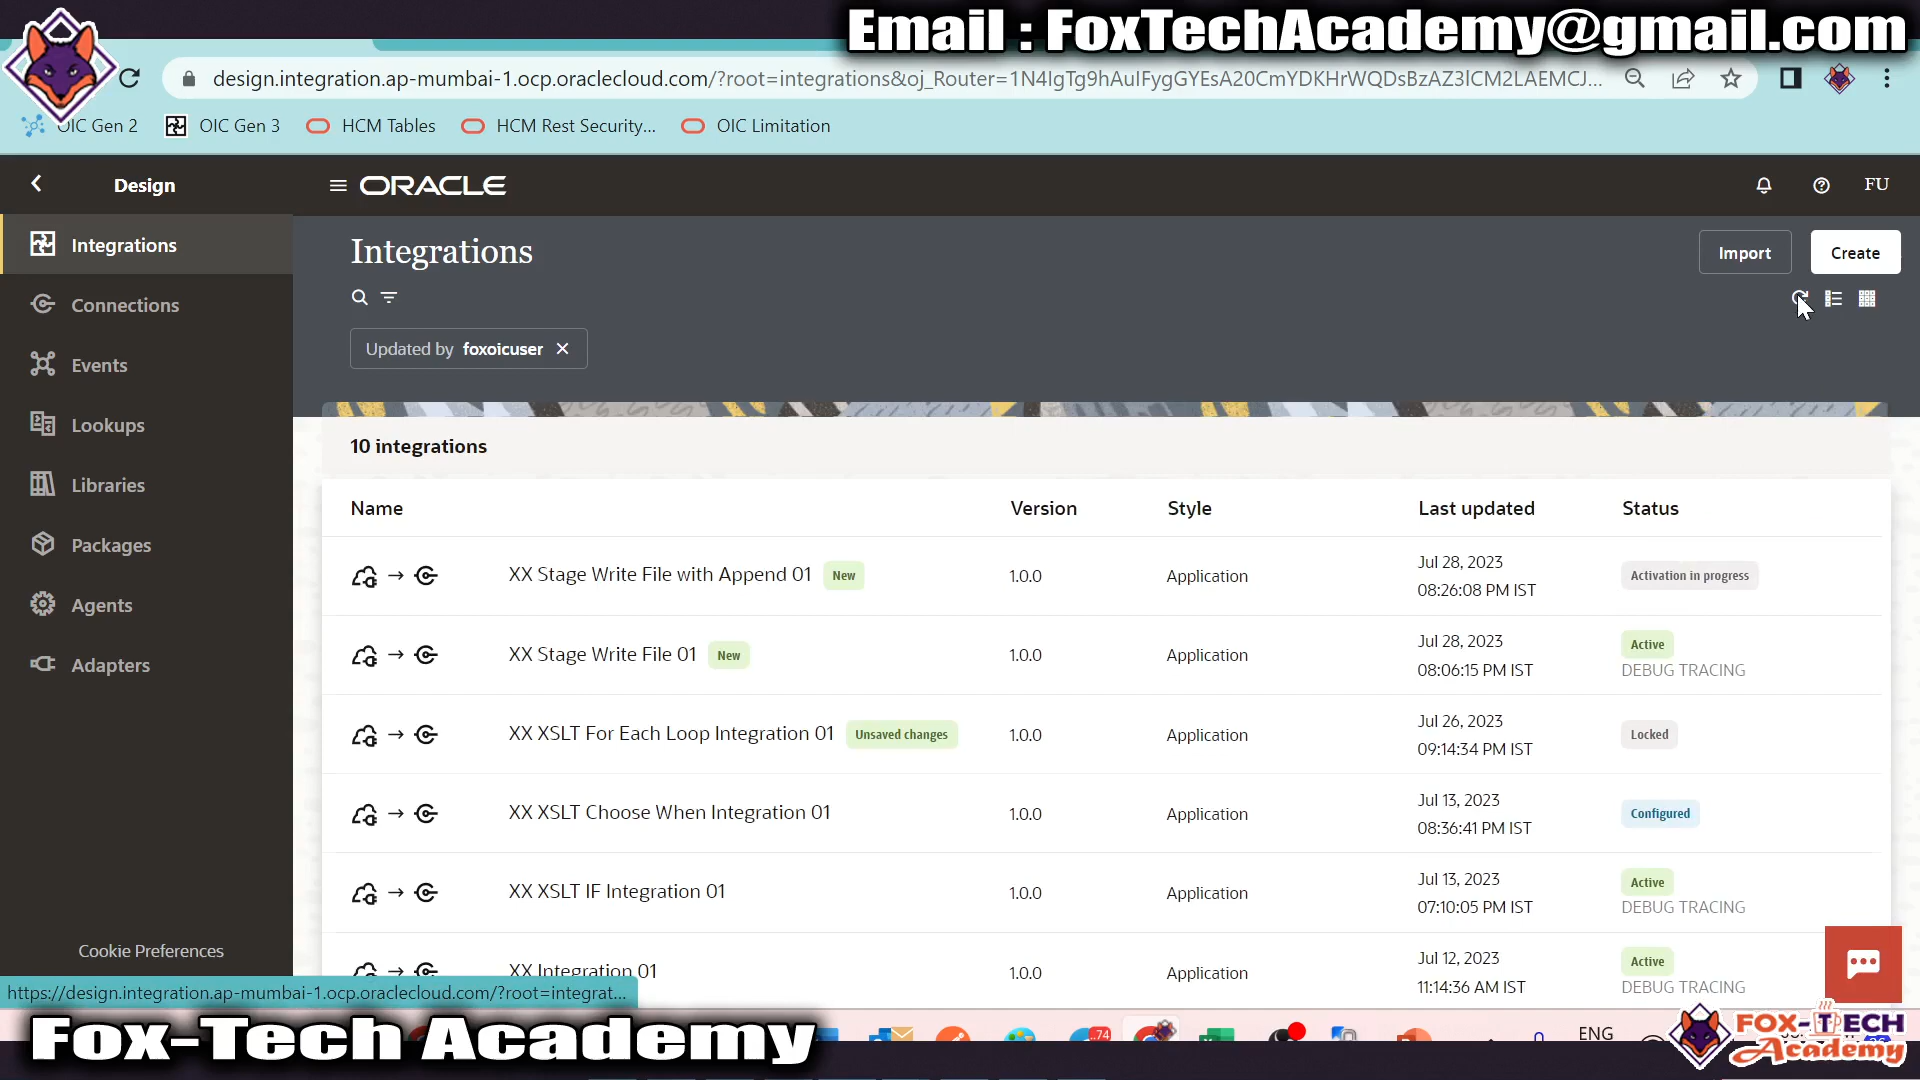 Email : FoxTechAcademy@gmail.com
design.integration.ap-mumbai-1.ocp.oraclecloud.com/?root=integrations&oj_Router=1N4IgTg9hAuIFygGYEsA20CmYDKHrWQDsBzAZ3lCM2LAEMCJ...
OIC Gen 2
OIC Gen 3
HCM Tables
HCM Rest Security...
OIC Limitation
Design
ORACLE
FU
Integrations
Connections
Events
Lookups
Libraries
Packages
Agents
Adapters
Cookie Preferences
Integrations
Import
Create
Updated by foxoicuser
10 integrations
Name Version Style Last updated Status
XX Stage Write File with Append 01 New 1.0.0 Application Jul 28, 2023 Activation in progress
08:26:08 PM IST
XX Stage Write File 01 New 1.0.0 Application Jul 28, 2023 Active
08:06:15 PM IST DEBUG TRACING
XX XSLT For Each Loop Integration 01 Unsaved changes 1.0.0 Application Jul 26, 2023 Locked
09:14:34 PM IST
XX XSLT Choose When Integration 01 1.0.0 Application Jul 13, 2023 Configured
08:36:41 PM IST
XX XSLT IF Integration 01 1.0.0 Application Jul 13, 2023 Active
07:10:05 PM IST DEBUG TRACING
XX Integration 01 1.0.0 Application Jul 12, 2023 Active
11:14:36 AM IST DEBUG TRACING
https://design.integration.ap-mumbai-1.ocp.oraclecloud.com/?root=integrat...
Fox-Tech Academy
74
ENG
FOX-TECH
Academy